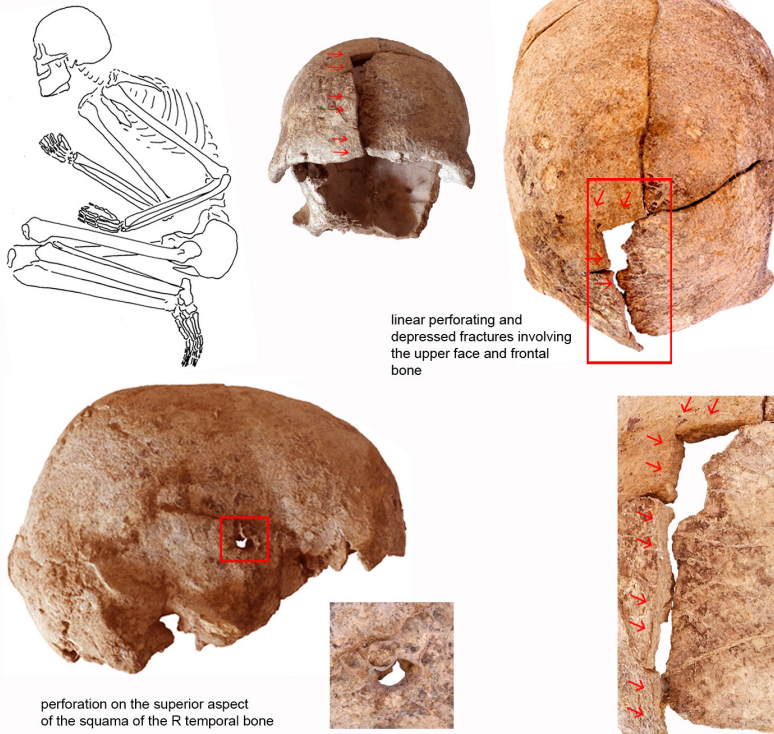 linear perforating and
depressed fractures involving
the upper face and frontal
bone
perforation on the superior aspect
of the squama of the R temporal bone